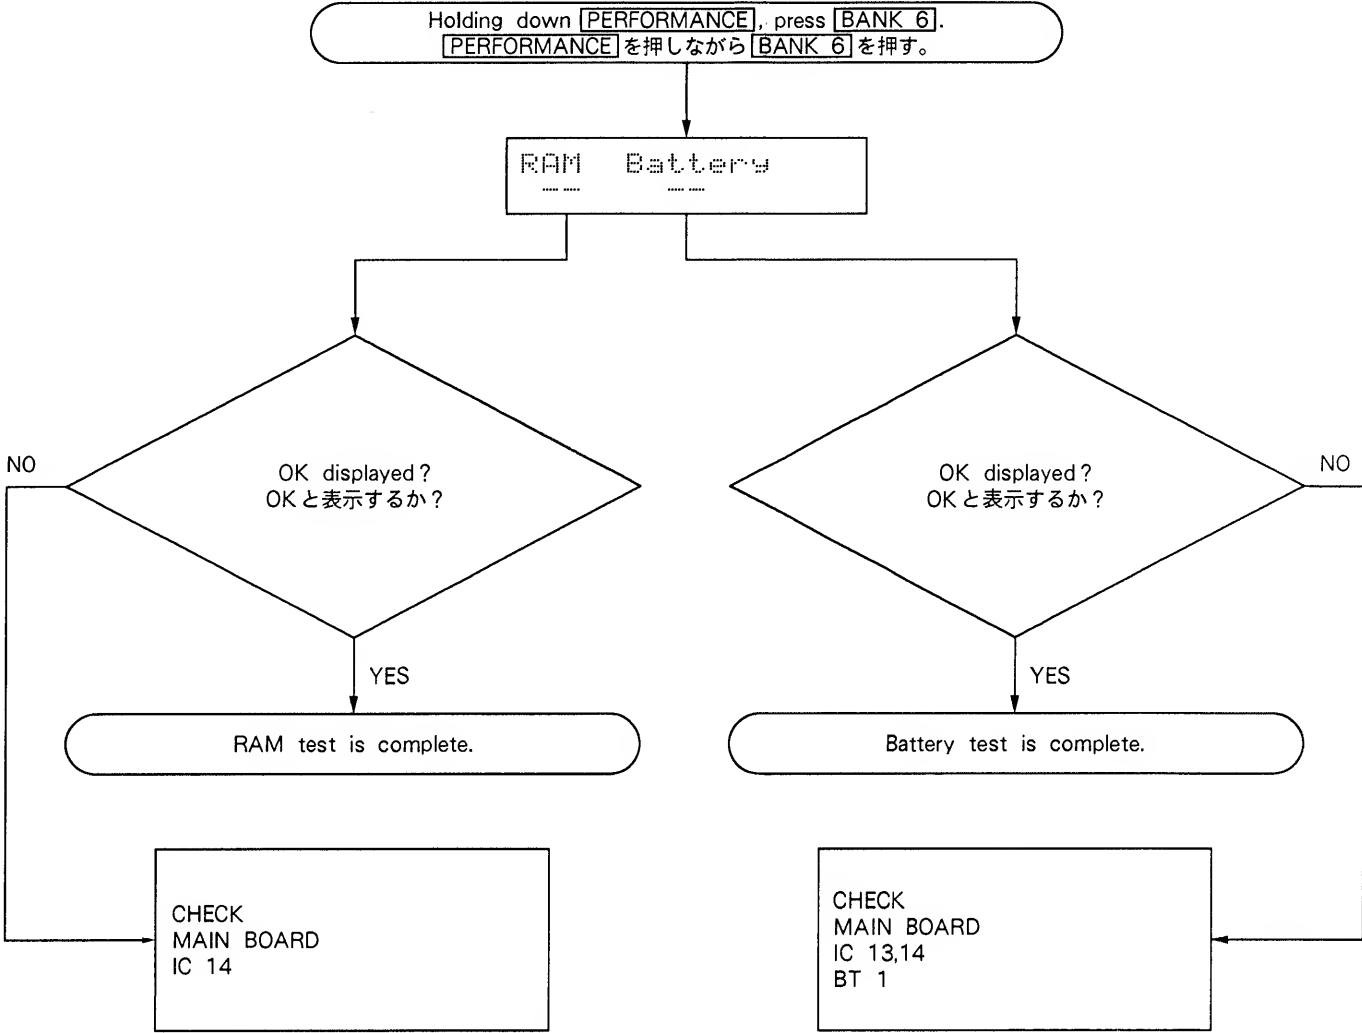 Holding down PERFORMANCE, press BANK 6.
PERFORMANCE を押しながら BANK 6 を押す。
RAM Battery
-- --
OK displayed?
OKと表示するか?
OK displayed?
OKと表示するか?
NO
NO
YES
YES
RAM test is complete.
Battery test is complete.
CHECK
MAIN BOARD
IC 14
CHECK
MAIN BOARD
IC 13,14
BT 1